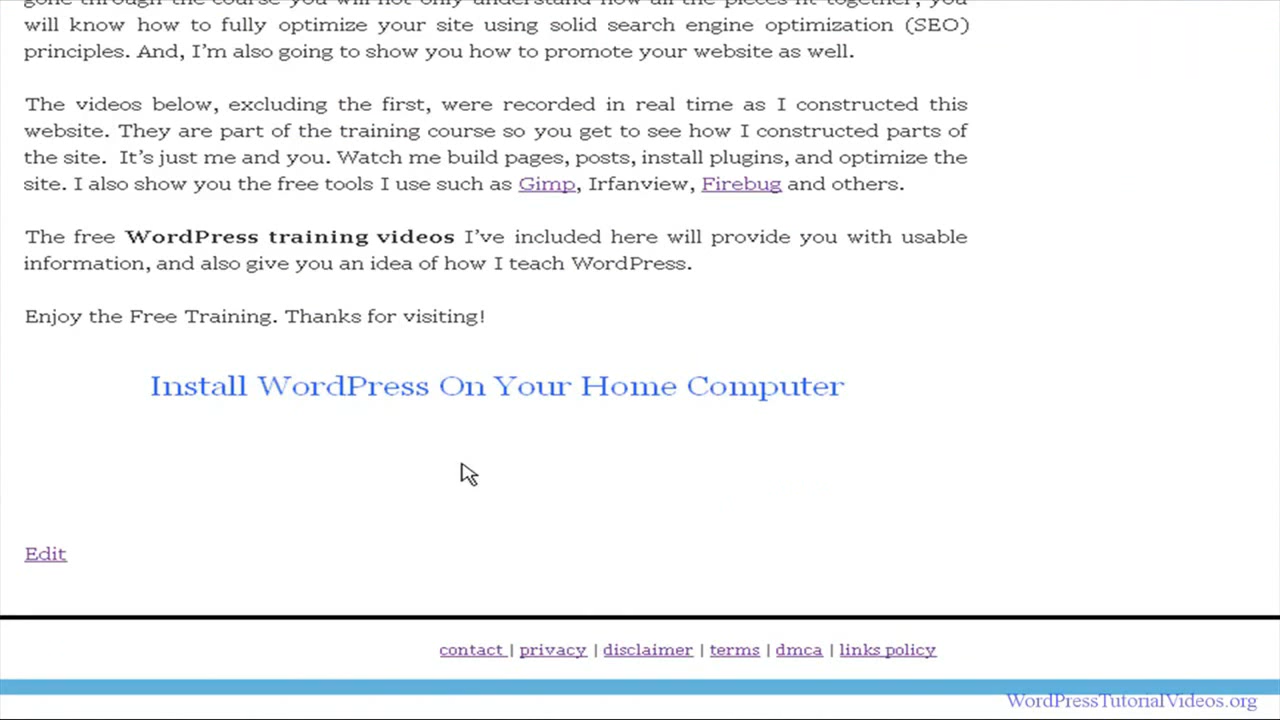 will know how to fully optimize your site using solid search engine optimization (SEO)
principles. And, I'm also going to show you how to promote your website as well.
The videos below, excluding the first, were recorded in real time as I constructed this
website. They are part of the training course so you get to see how I constructed parts of
the site. It's just me and you. Watch me build pages, posts, install plugins, and optimize the
site. I also show you the free tools I use such as Gimp, Irfanview, Firebug and others.
The free WordPress training videos I've included here will provide you with usable
information, and also give you an idea of how I teach WordPress.
Enjoy the Free Training. Thanks for visiting!
Install WordPress On Your Home Computer
Edit
contact | privacy | disclaimer | terms | dmca | links policy
WordPressTutorialVideos.org